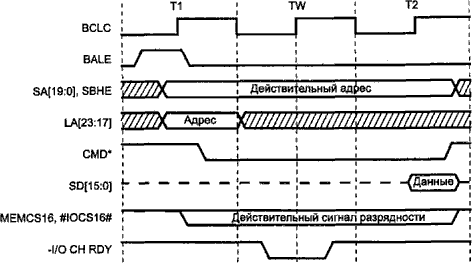 T1 TW T2
BCLC
BALE
SA[19:0], SBHE Действительный адрес
LA[23:17] Адрес
CMD*
SD[15:0] Данные
MEMCS16, #IOCS16# Действительный сигнал разрядности
-I/O CH RDY